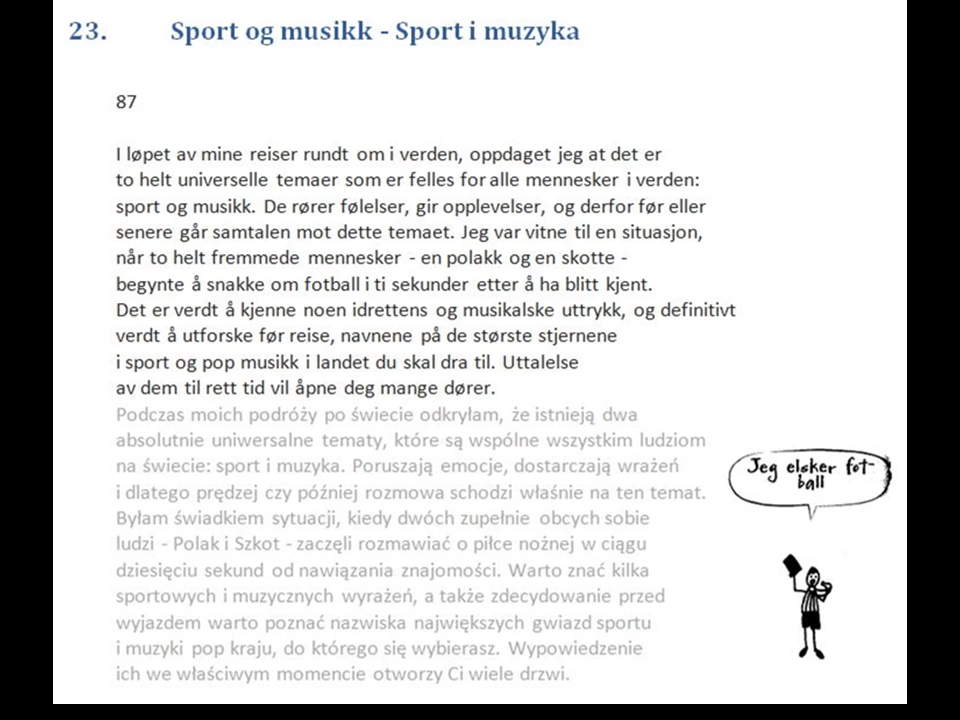 23. Sport og musikk - Sport i muzyka
87
I løpet av mine reiser rundt om i verden, oppdaget jeg at det er
to helt universelle temaer som er felles for alle mennesker i verden:
sport og musikk. De rører følelser, gir opplevelser, og derfor før eller
senere går samtalen mot dette temaet. Jeg var vitne til en situasjon,
når to helt fremmede mennesker - en polakk og en skotte -
begynte å snakke om fotball i ti sekunder etter å ha blitt kjent.
Det er verdt å kjenne noen idrettens og musikalske uttrykk, og definitivt
verdt å utforske før reise, navnene på de største stjernene
i sport og pop musikk i landet du skal dra til. Uttalelse
av dem til rett tid vil åpne deg mange dører.
Podczas moich podróży po świecie odkryłam, że istnieją dwa
absolutnie uniwersalne tematy, które są wspólne wszystkim ludziom
na świecie: sport i muzyka. Poruszają emocje, dostarczają wrażeń
i dlatego prędzej czy później rozmowa schodzi właśnie na ten temat.
Byłam świadkiem sytuacji, kiedy dwóch zupełnie obcych sobie
ludzi - Polak i Szkot - zaczęli rozmawiać o piłce nożnej w ciągu
dziesięciu sekund od nawiązania znajomości. Warto znać kilka
sportowych i muzycznych wyrażeń, a także zdecydowanie przed
wyjazdem warto poznać nazwiska największych gwiazd sportu
i muzyki pop kraju, do którego się wybierasz. Wypowiedzenie
ich we właściwym momencie otworzy Ci wiele drzwi.
Jeg elsker fot-
ball